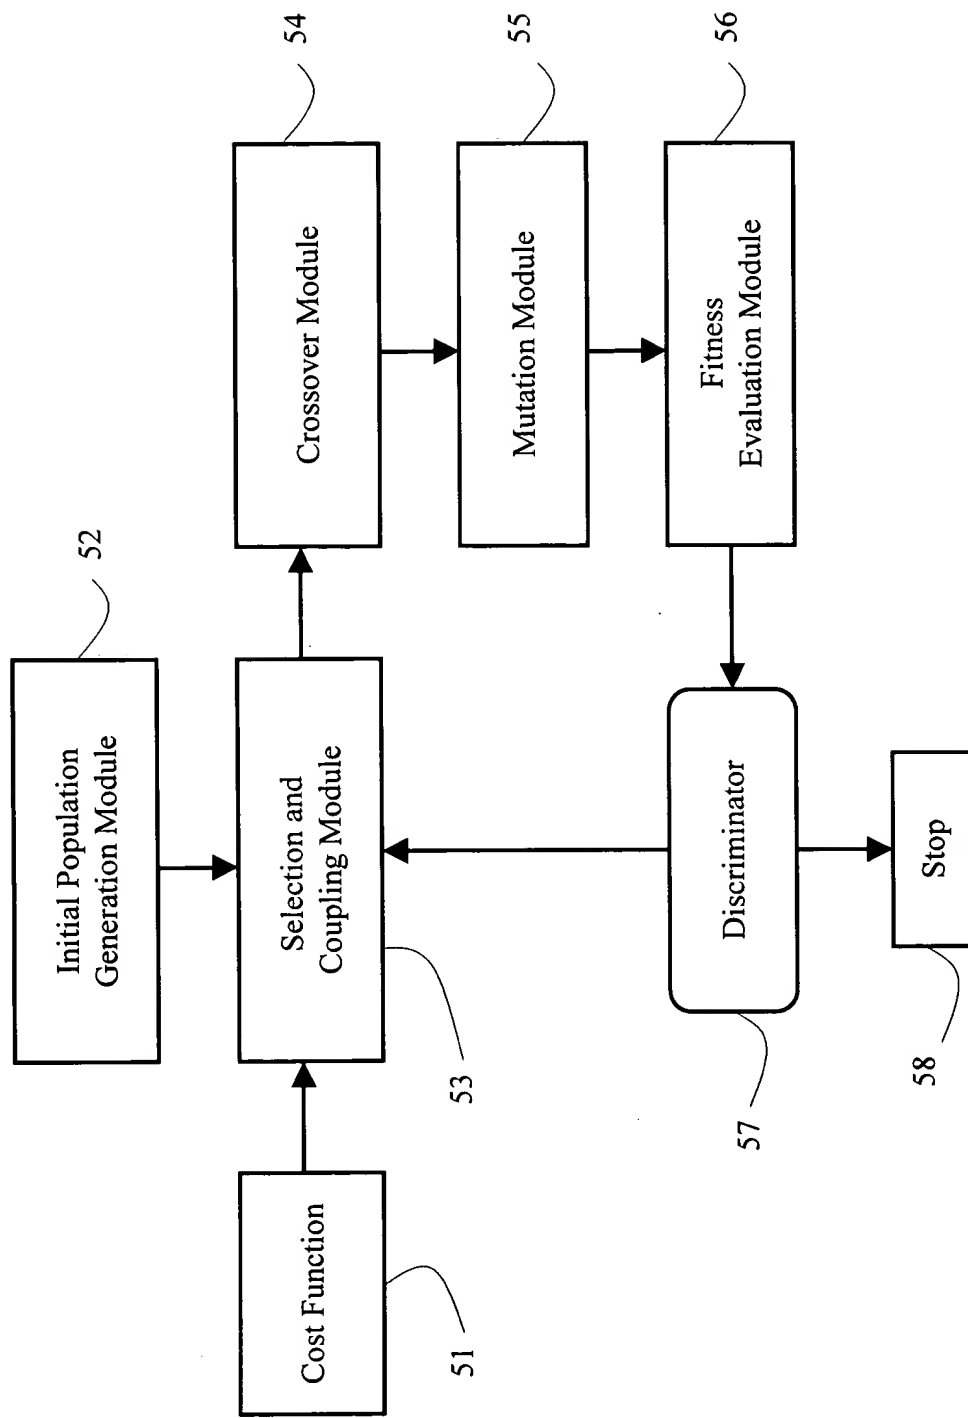 Initial Population
Generation Module
52
Cost Function
51
Selection and
Coupling Module
53
Crossover Module
54
Mutation Module
55
Fitness
Evaluation Module
56
Discriminator
57
Stop
58